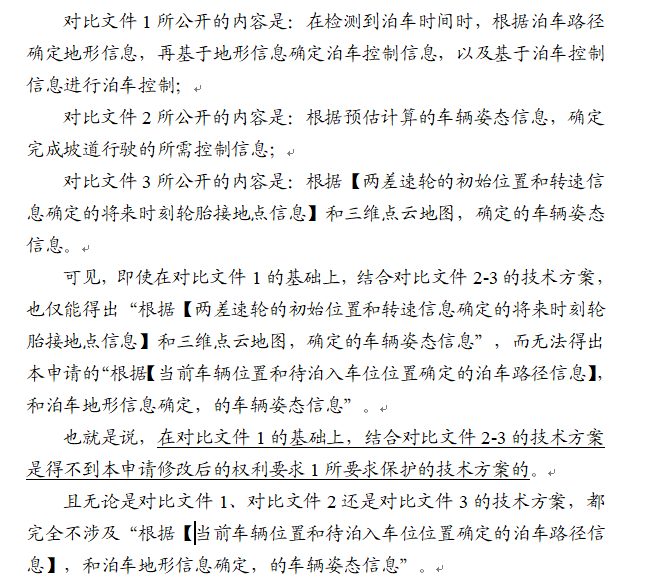 对比文件 1 所公开的内容是：在检测到泊车时间时，根据泊车路径
确定地形信息，再基于地形信息确定泊车控制信息，以及基于泊车控制
信息进行泊车控制；
对比文件 2 所公开的内容是：根据预估计算的车辆姿态信息，确定
完成坡道行驶的所需控制信息；
对比文件 3 所公开的内容是：根据【两差速轮的初始位置和转速信
息确定的将来时刻轮胎接地点信息】和三维点云地图，确定的车辆姿态
信息。
可见，即使在对比文件 1 的基础上，结合对比文件 2-3 的技术方案，
也仅能得出“根据【两差速轮的初始位置和转速信息确定的将来时刻轮
胎接地点信息】和三维点云地图，确定的车辆姿态信息”，而无法得出
本申请的“根据【当前车辆位置和待泊入车位位置确定的泊车路径信息】，
和泊车地形信息确定，的车辆姿态信息”。
也就是说，在对比文件 1 的基础上，结合对比文件 2-3 的技术方案
是得不到本申请修改后的权利要求 1 所要求保护的技术方案的。
且无论是对比文件 1、对比文件 2 还是对比文件 3 的技术方案，都
完全不涉及“根据【当前车辆位置和待泊入车位位置确定的泊车路径信
息】，和泊车地形信息确定，的车辆姿态信息”。